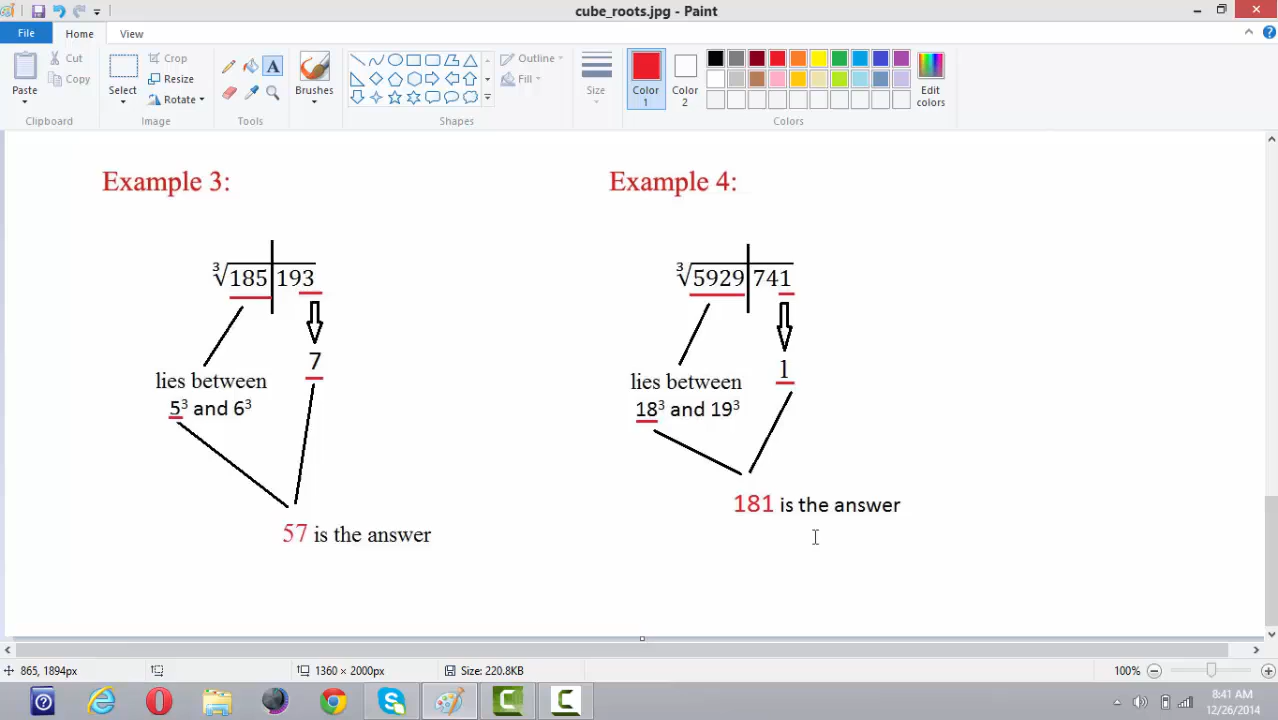 cube_roots.jpg - Paint
File
Home
View
Paste
Cut
Copy
Clipboard
Select
Crop
Resize
Rotate
Image
A
Tools
Brushes
Shapes
Outline
Fill
Size
Color 1
Color 2
Edit colors
Colors
Example 3:
∛185 193
7
lies between
5³ and 6³
57 is the answer
Example 4:
∛5929 741
1
lies between
18³ and 19³
181 is the answer
865, 1894px
1360 × 2000px
Size: 220.8KB
100%
8:41 AM
12/26/2014